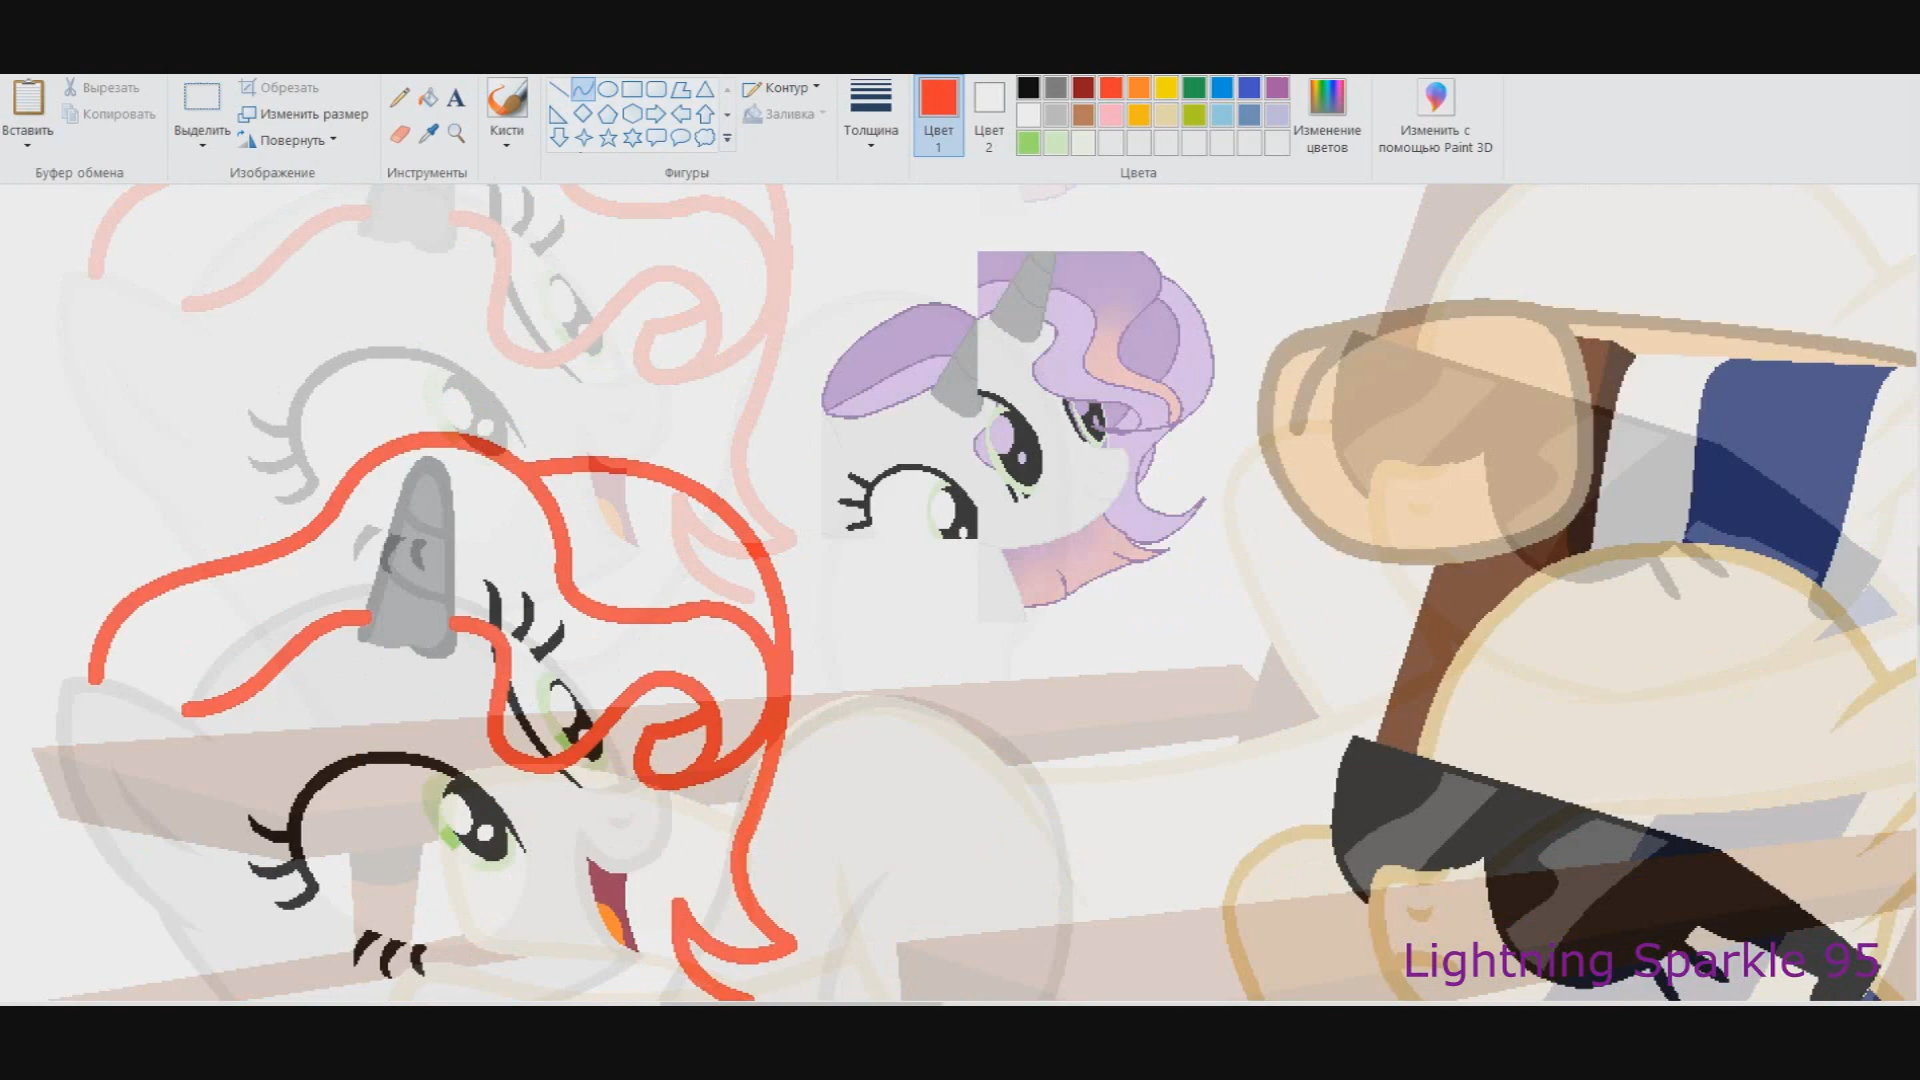 Вставить
Вырезать
Копировать
Буфер обмена
Выделить
Обрезать
Изменить размер
Повернуть
Изображение
A
Инструменты
Кисти
Контур
Заливка
Фигуры
Толщина
Цвет
1
Цвет
2
Изменение
цветов
Цвета
Изменить с
помощью Paint 3D
Lightning Sparkle 95